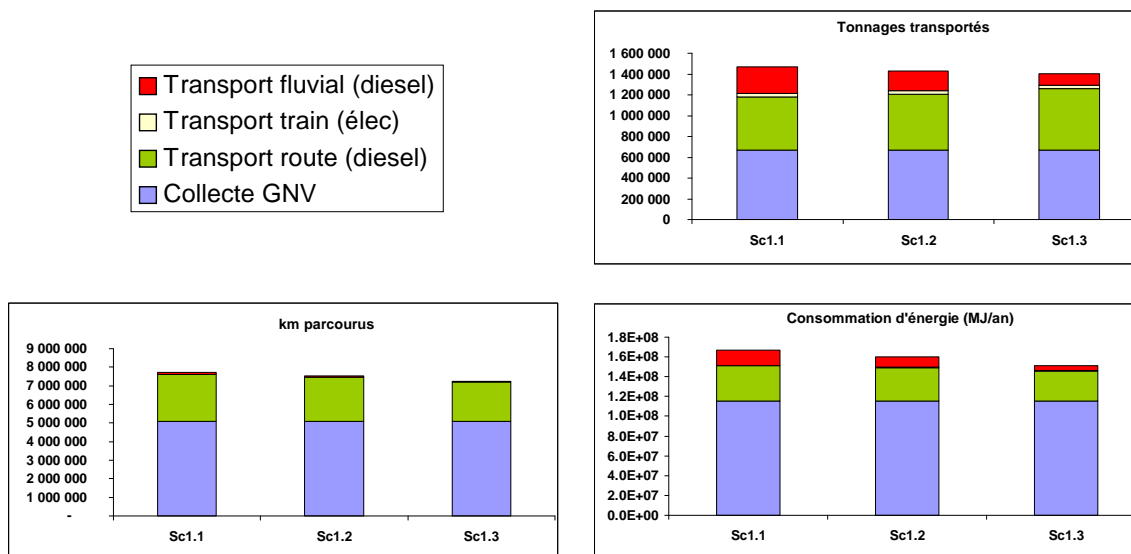 Tonnages transportés
1 600 000
1 400 000
1 200 000
1 000 000
800 000
600 000
400 000
200 000
0
Sc1.1 Sc1.2 Sc1.3
Transport fluvial (diesel)
Transport train (élec)
Transport route (diesel)
Collecte GNV
km parcourus
9 000 000
8 000 000
7 000 000
6 000 000
5 000 000
4 000 000
3 000 000
2 000 000
1 000 000
-
Sc1.1 Sc1.2 Sc1.3
Consommation d'énergie (MJ/an)
1.8E+08
1.6E+08
1.4E+08
1.2E+08
1.0E+08
8.0E+07
6.0E+07
4.0E+07
2.0E+07
0.0E+00
Sc1.1 Sc1.2 Sc1.3